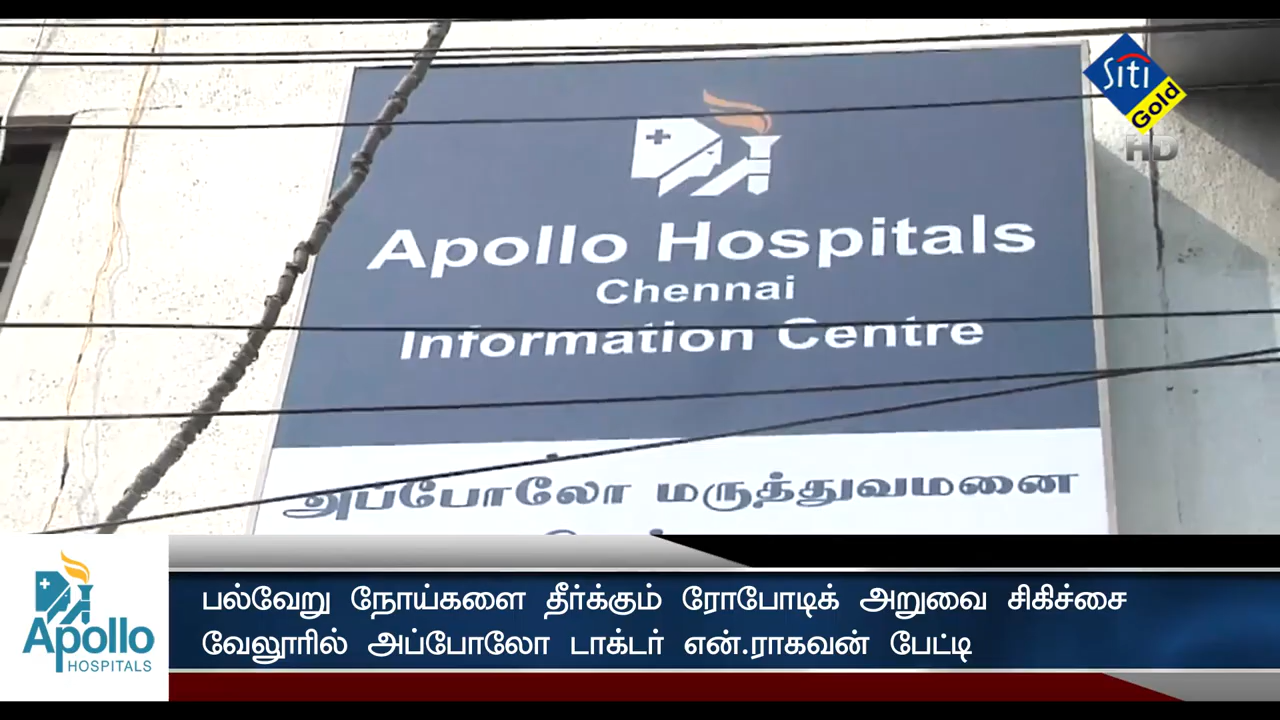 Siti
Gold
HD
Apollo Hospitals
Chennai
Information Centre
அப்போலோ மருத்துவமனை
Apollo
HOSPITALS
பல்வேறு நோய்களை தீர்க்கும் ரோபோடிக் அறுவை சிகிச்சை
வேலூரில் அப்போலோ டாக்டர் என்.ராகவன் பேட்டி